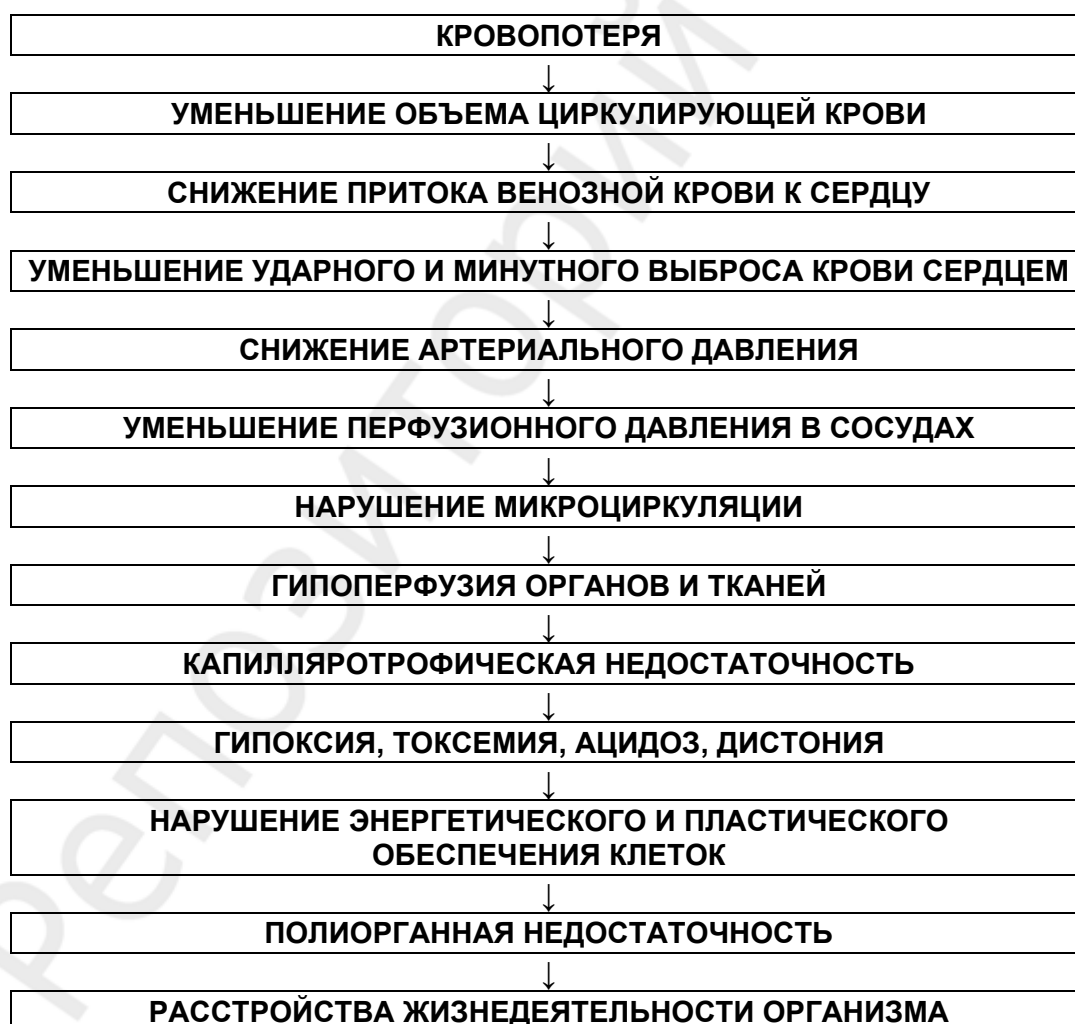 КРОВОПОТЕРЯ
↓
УМЕНЬШЕНИЕ ОБЪЕМА ЦИРКУЛИРУЮЩЕЙ КРОВИ
↓
СНИЖЕНИЕ ПРИТОКА ВЕНОЗНОЙ КРОВИ К СЕРДЦУ
↓
УМЕНЬШЕНИЕ УДАРНОГО И МИНУТНОГО ВЫБРОСА КРОВИ СЕРДЦЕМ
↓
СНИЖЕНИЕ АРТЕРИАЛЬНОГО ДАВЛЕНИЯ
↓
УМЕНЬШЕНИЕ ПЕРФУЗИОННОГО ДАВЛЕНИЯ В СОСУДАХ
↓
НАРУШЕНИЕ МИКРОЦИРКУЛЯЦИИ
↓
ГИПОПЕРФУЗИЯ ОРГАНОВ И ТКАНЕЙ
↓
КАПИЛЛЯРОТРОФИЧЕСКАЯ НЕДОСТАТОЧНОСТЬ
↓
ГИПОКСИЯ, ТОКСЕМИЯ, АЦИДОЗ, ДИСТОНИЯ
↓
НАРУШЕНИЕ ЭНЕРГЕТИЧЕСКОГО И ПЛАСТИЧЕСКОГО
ОБЕСПЕЧЕНИЯ КЛЕТОК
↓
ПОЛИОРГАННАЯ НЕДОСТАТОЧНОСТЬ
↓
РАССТРОЙСТВА ЖИЗНЕДЕЯТЕЛЬНОСТИ ОРГАНИЗМА
Репозиторий